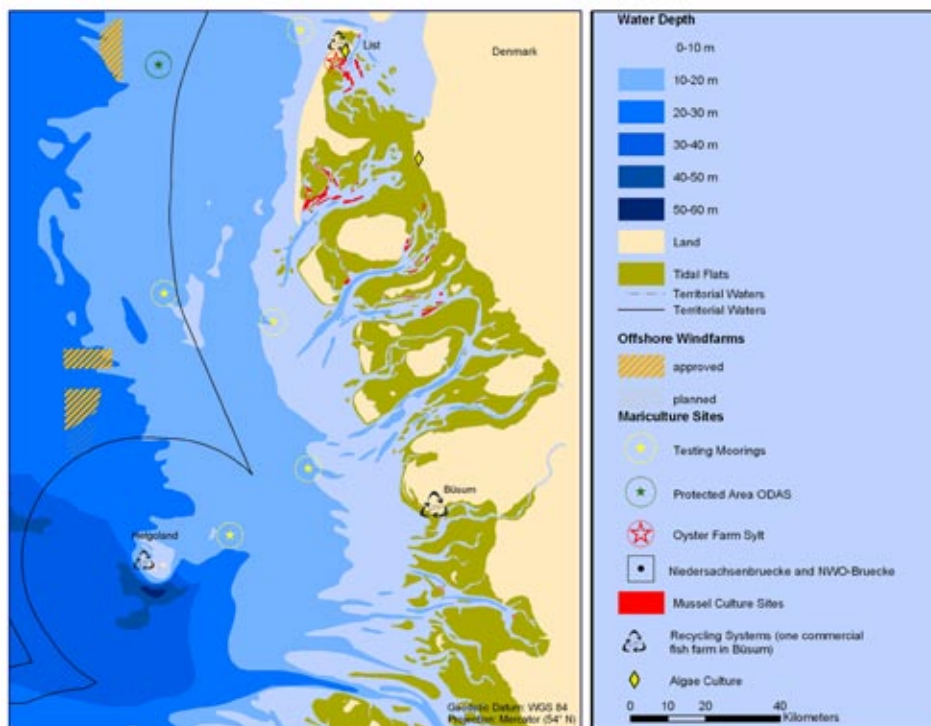 List
Denmark
Büsum
Helgoland
Geodetic Datum: WGS 84
Projection: Mercator (54° N)
Water Depth
0-10 m
10-20 m
20-30 m
30-40 m
40-50 m
50-60 m
Land
Tidal Flats
Territorial Waters
Territorial Waters
Offshore Windfarms
approved
planned
Mariculture Sites
Testing Moorings
Protected Area ODAS
Oyster Farm Sylt
Niedersachsenbruecke and NWO-Bruecke
Mussel Culture Sites
Recycling Systems (one commercial
fish farm in Büsum)
Algae Culture
0 10 20 40
Kilometers